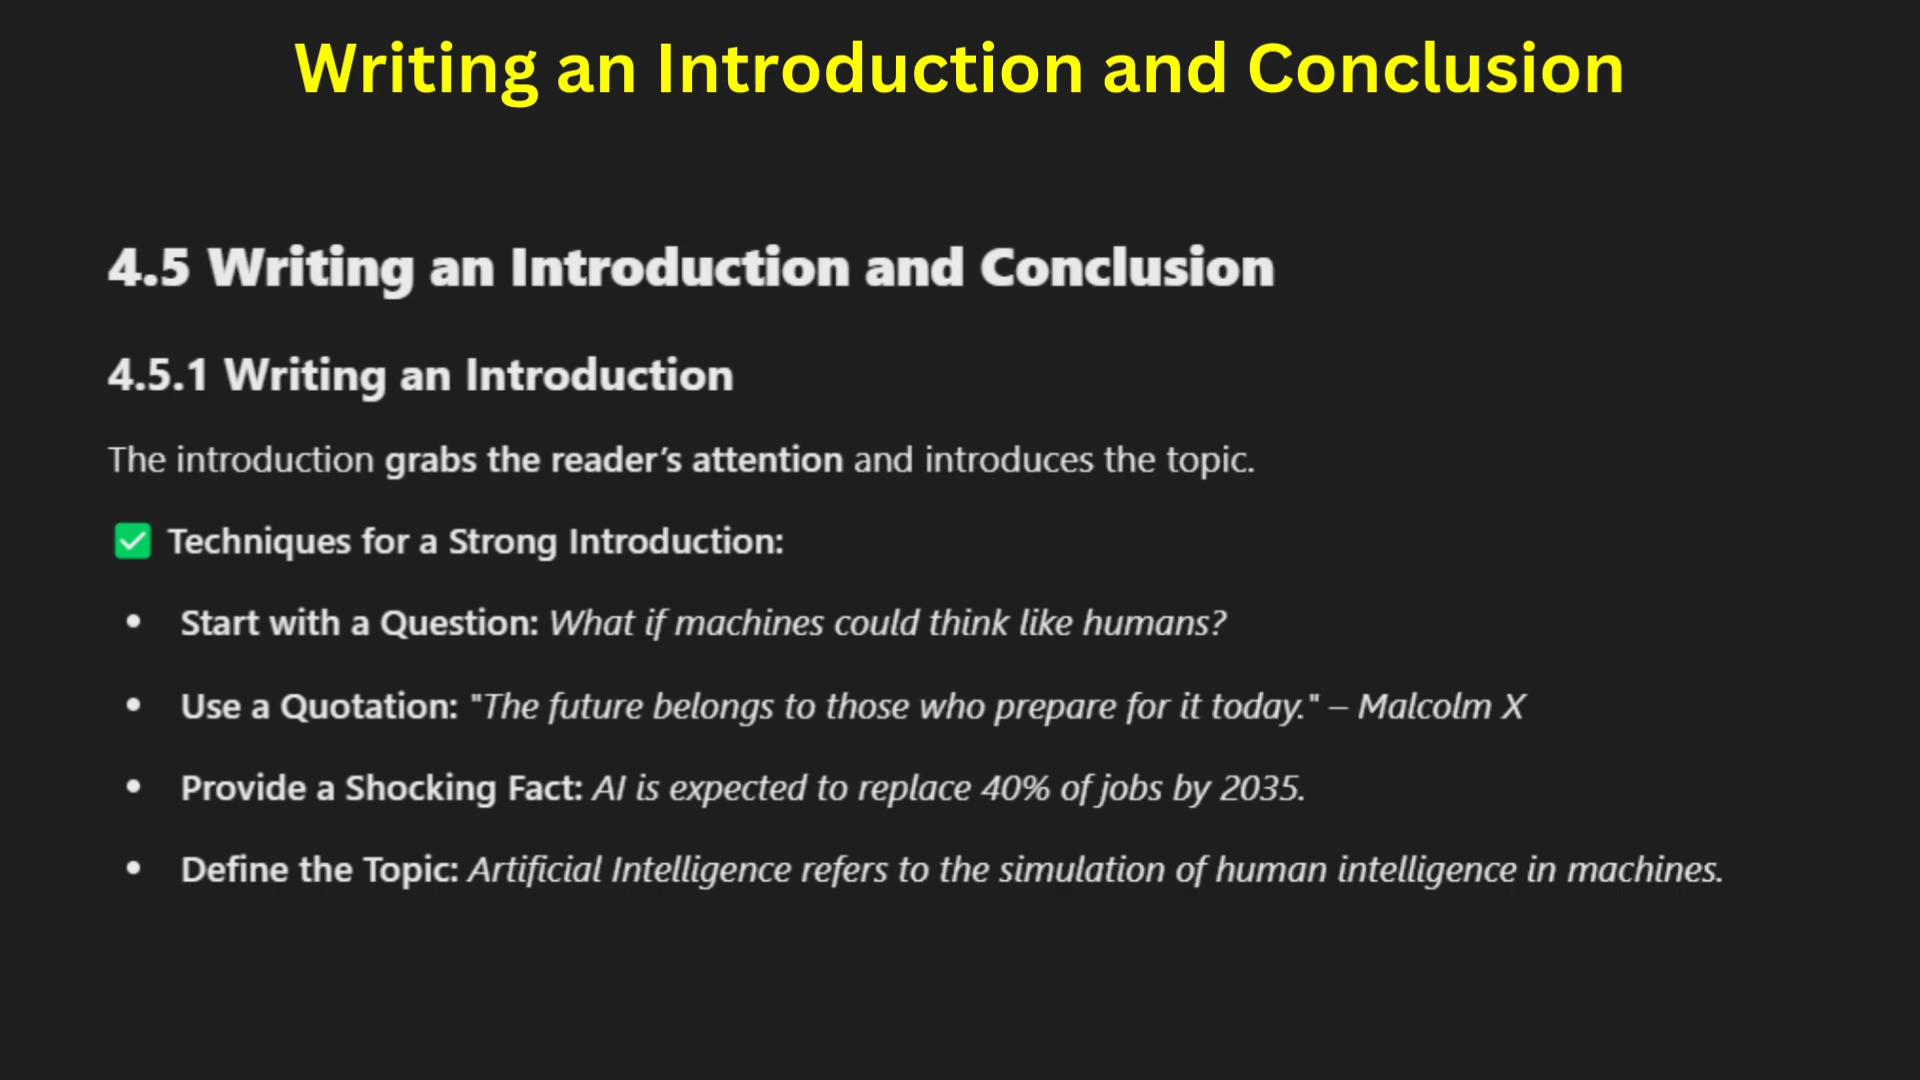 Writing an Introduction and Conclusion
4.5 Writing an Introduction and Conclusion
4.5.1 Writing an Introduction
The introduction grabs the reader’s attention and introduces the topic.
✅ Techniques for a Strong Introduction:
• Start with a Question: What if machines could think like humans?
• Use a Quotation: "The future belongs to those who prepare for it today." – Malcolm X
• Provide a Shocking Fact: AI is expected to replace 40% of jobs by 2035.
• Define the Topic: Artificial Intelligence refers to the simulation of human intelligence in machines.